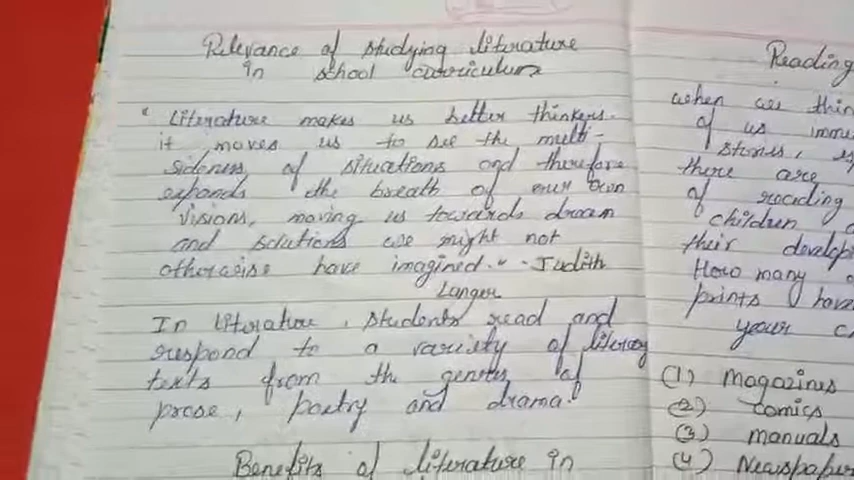 Relevance of studying literature
in school curriculum
" Literature makes us better thinkers.
it moves us to see the multi-
sideness of situations and therefore
expands the breath of our own
visions, moving us towards dream
and solutions we might not
otherwise have imagined." - Judith
Langer
In literature, students read and
respond to a variety of literary
texts from the genres of
prose, poetry and drama.
Benefits of literature in
Reading
when we thin
of us imme
stories, es
there are
of reading
children
their develop
How many o
prints have
your c
(1) Magazines
(2) comics
(3) manuals
(4) Newspaper